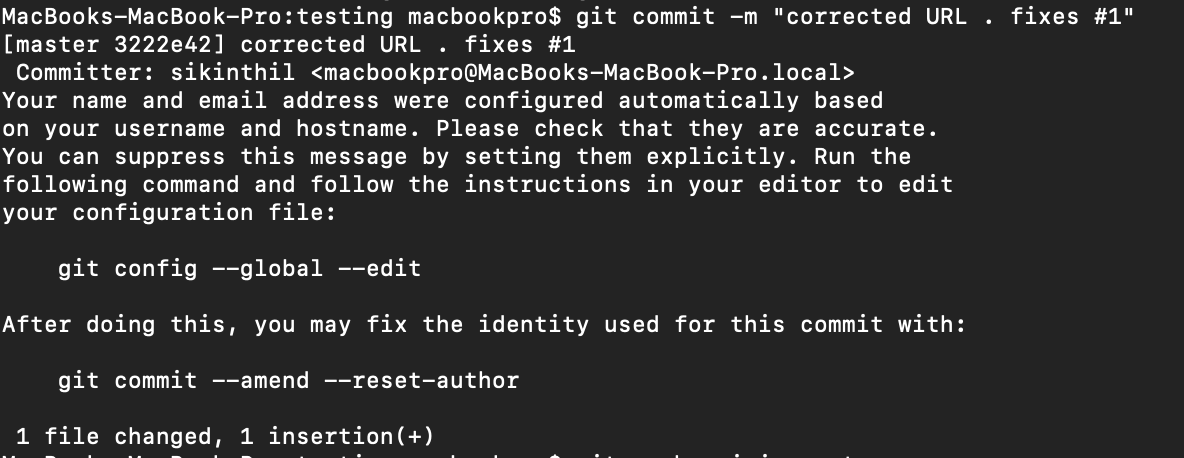 MacBooks-MacBook-Pro:testing macbookpro$ git commit -m "corrected URL . fixes #1"
[master 3222e42] corrected URL . fixes #1
 Committer: sikinthil <macbookpro@MacBooks-MacBook-Pro.local>
Your name and email address were configured automatically based
on your username and hostname. Please check that they are accurate.
You can suppress this message by setting them explicitly. Run the
following command and follow the instructions in your editor to edit
your configuration file:
    git config --global --edit
After doing this, you may fix the identity used for this commit with:
    git commit --amend --reset-author
 1 file changed, 1 insertion(+)